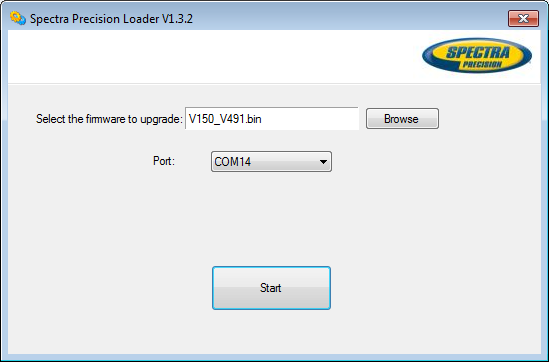 Spectra Precision Loader V1.3.2
SPECTRA
PRECISION
Select the firmware to upgrade: V150_V491.bin Browse
Port: COM14
Start